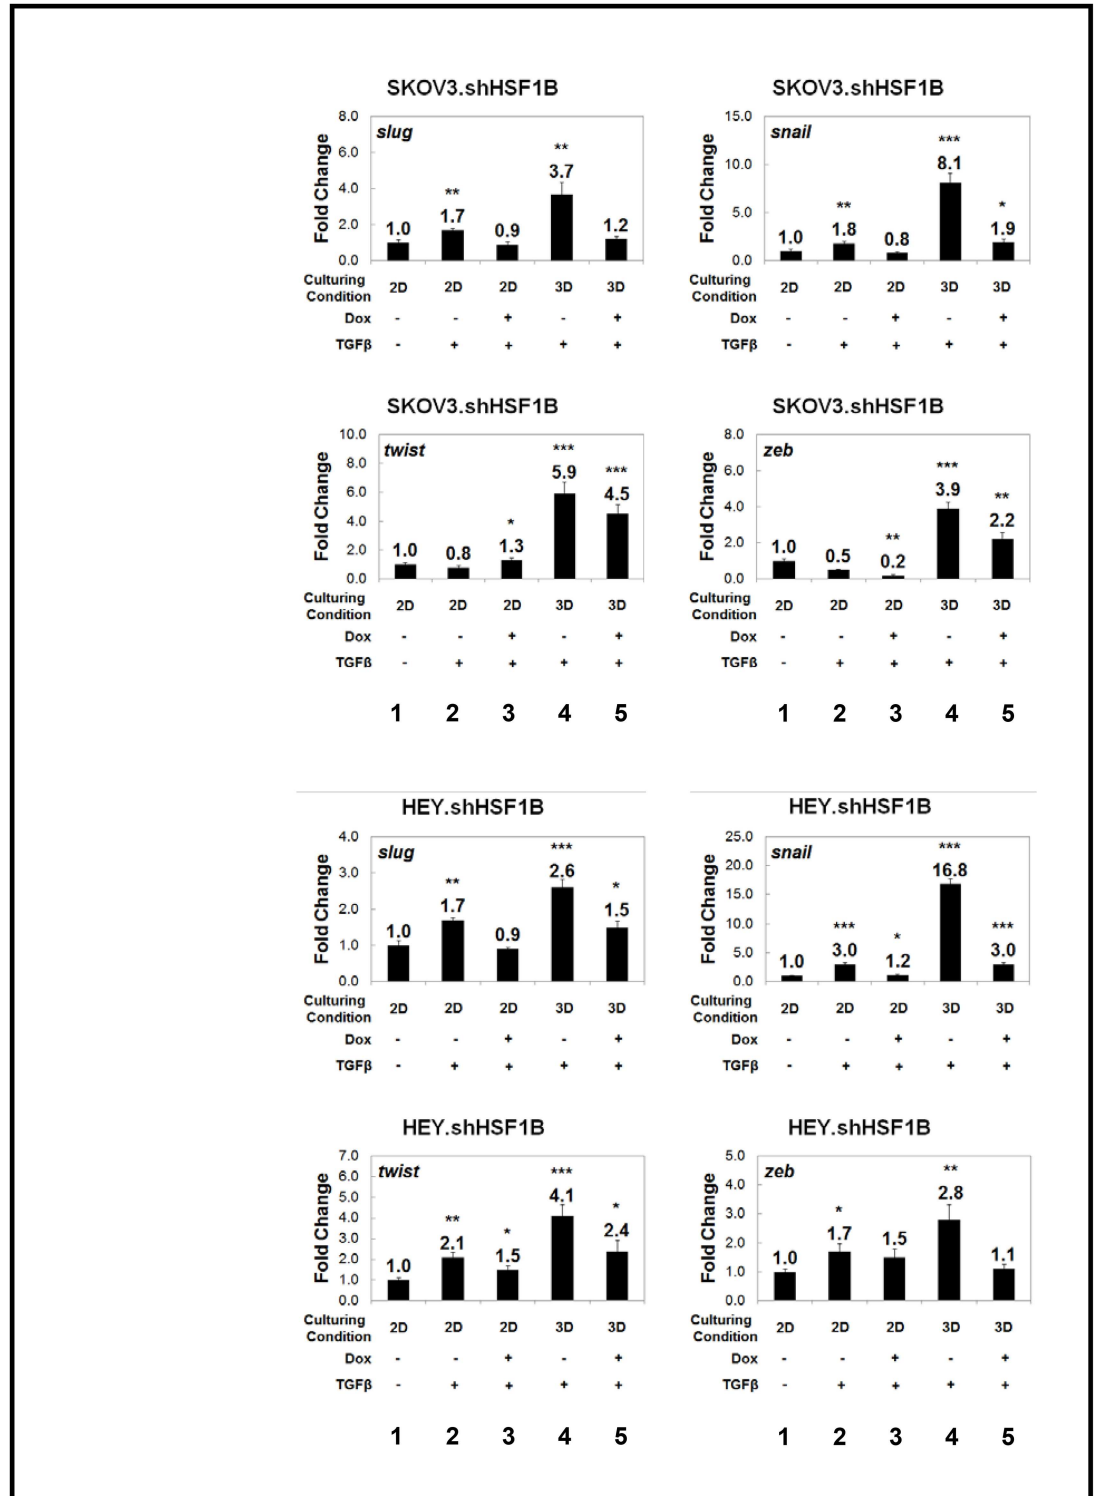 SKOV3.shHSF1B
slug
Fold Change
8.0
6.0
4.0
2.0
0.0
1.0
**
1.7
0.9
**
3.7
1.2
Culturing Condition 2D 2D 2D 3D 3D
Dox - - + - +
TGFβ - + + + +
SKOV3.shHSF1B
snail
Fold Change
15.0
10.0
5.0
0.0
1.0
**
1.8
0.8
***
8.1
*
1.9
Culturing Condition 2D 2D 2D 3D 3D
Dox - - + - +
TGFβ - + + + +
SKOV3.shHSF1B
twist
Fold Change
10.0
8.0
6.0
4.0
2.0
0.0
1.0
0.8
*
1.3
***
5.9
***
4.5
Culturing Condition 2D 2D 2D 3D 3D
Dox - - + - +
TGFβ - + + + +
1 2 3 4 5
SKOV3.shHSF1B
zeb
Fold Change
8.0
6.0
4.0
2.0
0.0
1.0
0.5
**
0.2
***
3.9
**
2.2
Culturing Condition 2D 2D 2D 3D 3D
Dox - - + - +
TGFβ - + + + +
1 2 3 4 5
HEY.shHSF1B
slug
Fold Change
4.0
3.0
2.0
1.0
0.0
1.0
**
1.7
0.9
***
2.6
*
1.5
Culturing Condition 2D 2D 2D 3D 3D
Dox - - + - +
TGFβ - + + + +
HEY.shHSF1B
snail
Fold Change
25.0
20.0
15.0
10.0
5.0
0.0
1.0
***
3.0
*
1.2
***
16.8
***
3.0
Culturing Condition 2D 2D 2D 3D 3D
Dox - - + - +
TGFβ - + + + +
HEY.shHSF1B
twist
Fold Change
7.0
6.0
5.0
4.0
3.0
2.0
1.0
0.0
1.0
**
2.1
*
1.5
***
4.1
*
2.4
Culturing Condition 2D 2D 2D 3D 3D
Dox - - + - +
TGFβ - + + + +
1 2 3 4 5
HEY.shHSF1B
zeb
Fold Change
5.0
4.0
3.0
2.0
1.0
0.0
1.0
*
1.7
1.5
**
2.8
1.1
Culturing Condition 2D 2D 2D 3D 3D
Dox - - + - +
TGFβ - + + + +
1 2 3 4 5